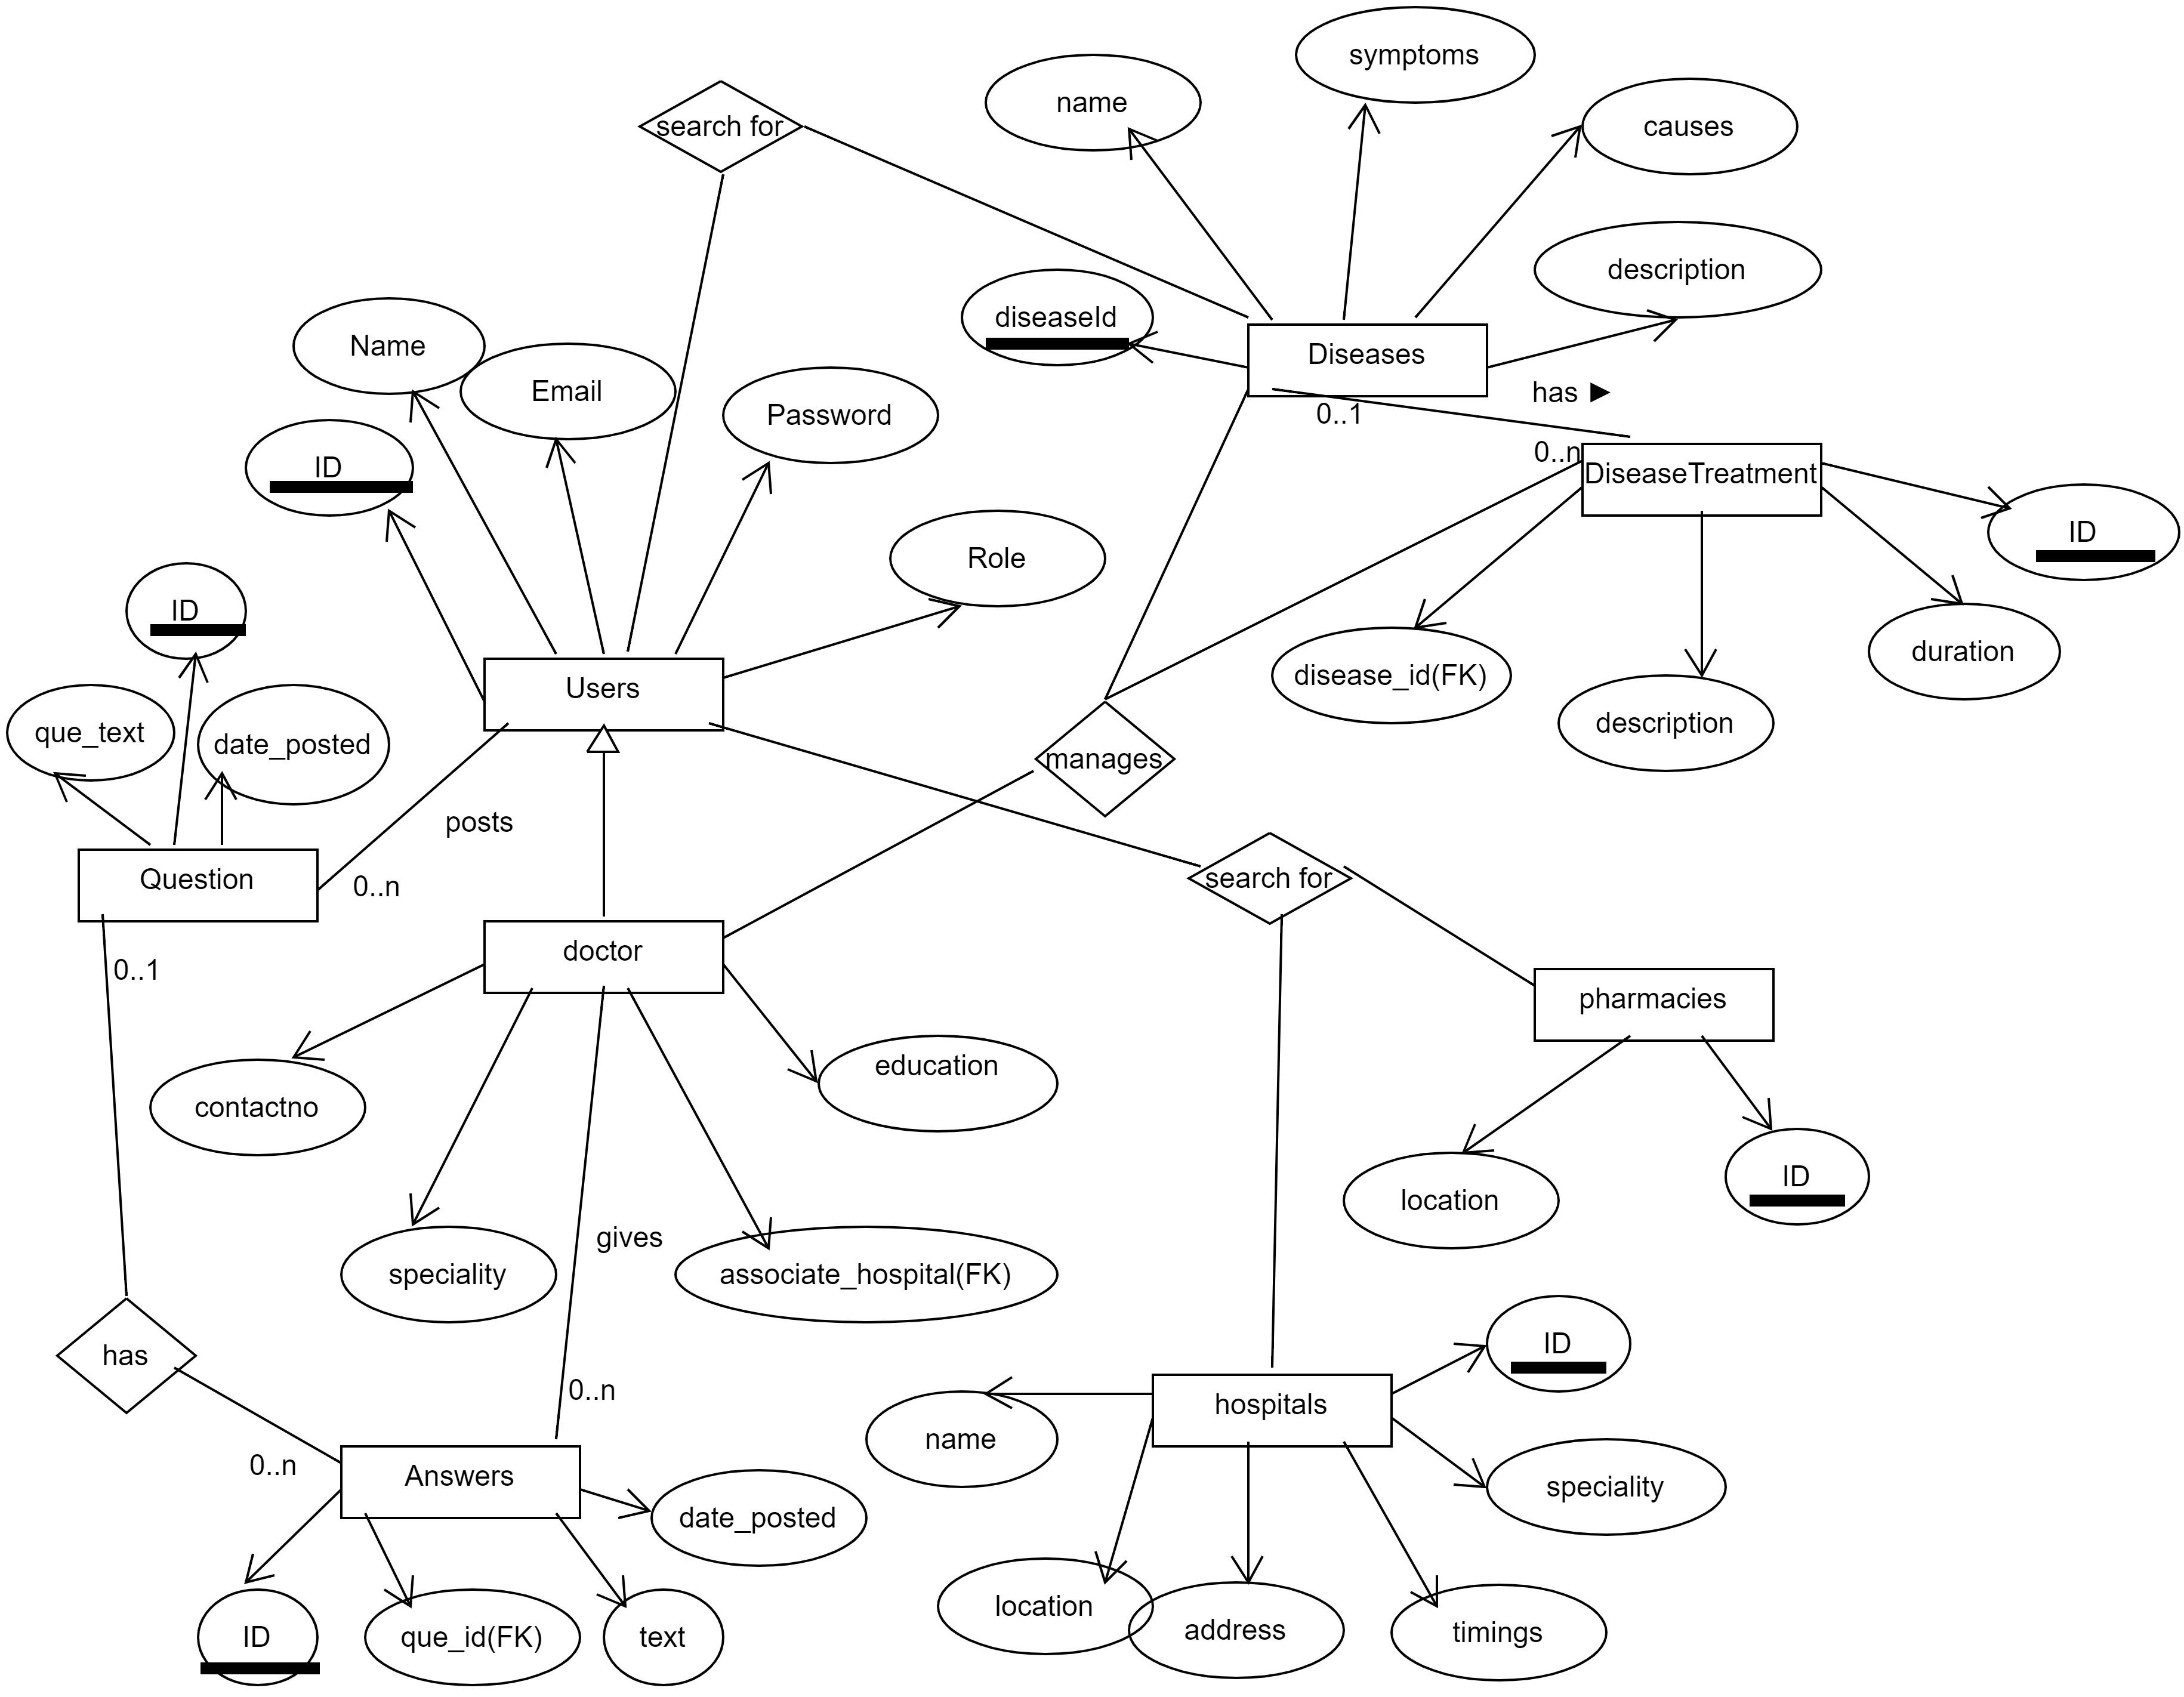 symptoms
name
causes
search for
description
diseaseId
Name
Diseases
Email
has ►
Password
0..1
0..n
ID
DiseaseTreatment
ID
Role
ID
duration
disease_id(FK)
Users
description
que_text
date_posted
manages
posts
Question
search for
0..n
doctor
0..1
pharmacies
education
contactno
ID
location
gives
speciality
associate_hospital(FK)
ID
has
0..n
hospitals
name
0..n
Answers
speciality
date_posted
location
address
timings
ID
que_id(FK)
text